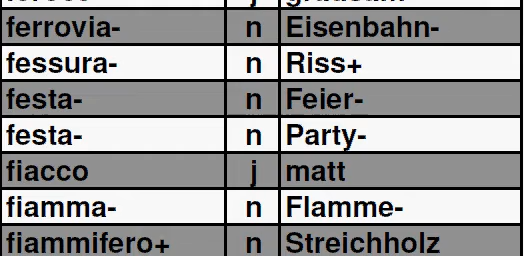 ferrovia- n Eisenbahn-
fessura- n Riss+
festa- n Feier-
festa- n Party-
fiacco j matt
fiamma- n Flamme-
fiammifero+ n Streichholz